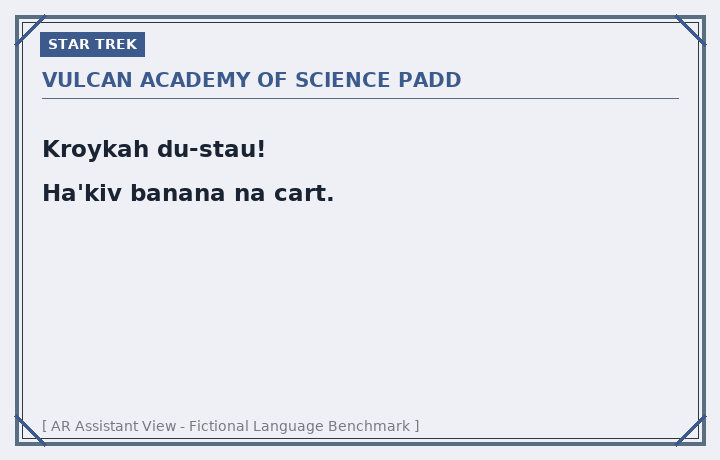 STAR TREK
VULCAN ACADEMY OF SCIENCE PADD
Kroykah du-stau!
Ha'kiv banana na cart.
[ AR Assistant View - Fictional Language Benchmark ]